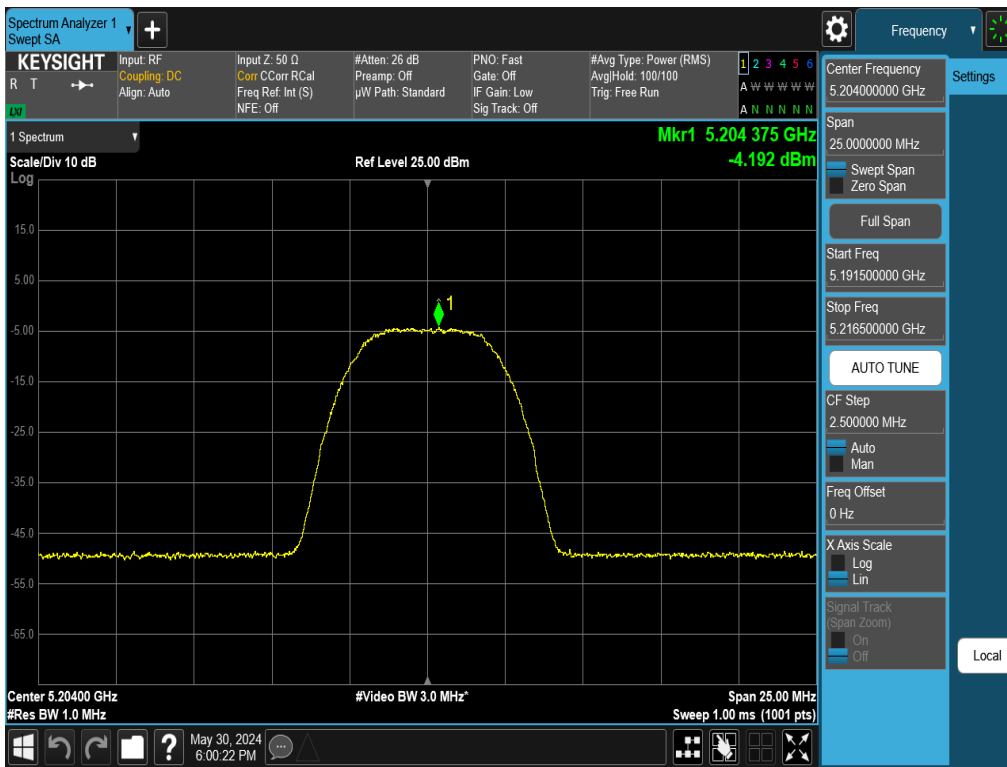 Spectrum Analyzer 1
Swept SA
Frequency
KEYSIGHT
R T
LXI
Input: RF
Coupling: DC
Align: Auto
Input Z: 50 Ω
Corr CCorr RCal
Freq Ref: Int (S)
NFE: Off
#Atten: 26 dB
Preamp: Off
µW Path: Standard
PNO: Fast
Gate: Off
IF Gain: Low
Sig Track: Off
#Avg Type: Power (RMS)
Avg|Hold: 100/100
Trig: Free Run
1 2 3 4 5 6
A W W W W W
A N N N N N
1 Spectrum
Scale/Div 10 dB
Log
Ref Level 25.00 dBm
Mkr1 5.204 375 GHz
-4.192 dBm
15.0
5.00
-5.00
-15.0
-25.0
-35.0
-45.0
-55.0
-65.0
1
Center 5.20400 GHz
#Res BW 1.0 MHz
#Video BW 3.0 MHz*
Span 25.00 MHz
Sweep 1.00 ms (1001 pts)
Center Frequency
5.204000000 GHz
Span
25.0000000 MHz
Swept Span
Zero Span
Full Span
Start Freq
5.191500000 GHz
Stop Freq
5.216500000 GHz
AUTO TUNE
CF Step
2.500000 MHz
Auto
Man
Freq Offset
0 Hz
X Axis Scale
Log
Lin
Signal Track
(Span Zoom)
On
Off
Settings
Local
?
May 30, 2024
6:00:22 PM